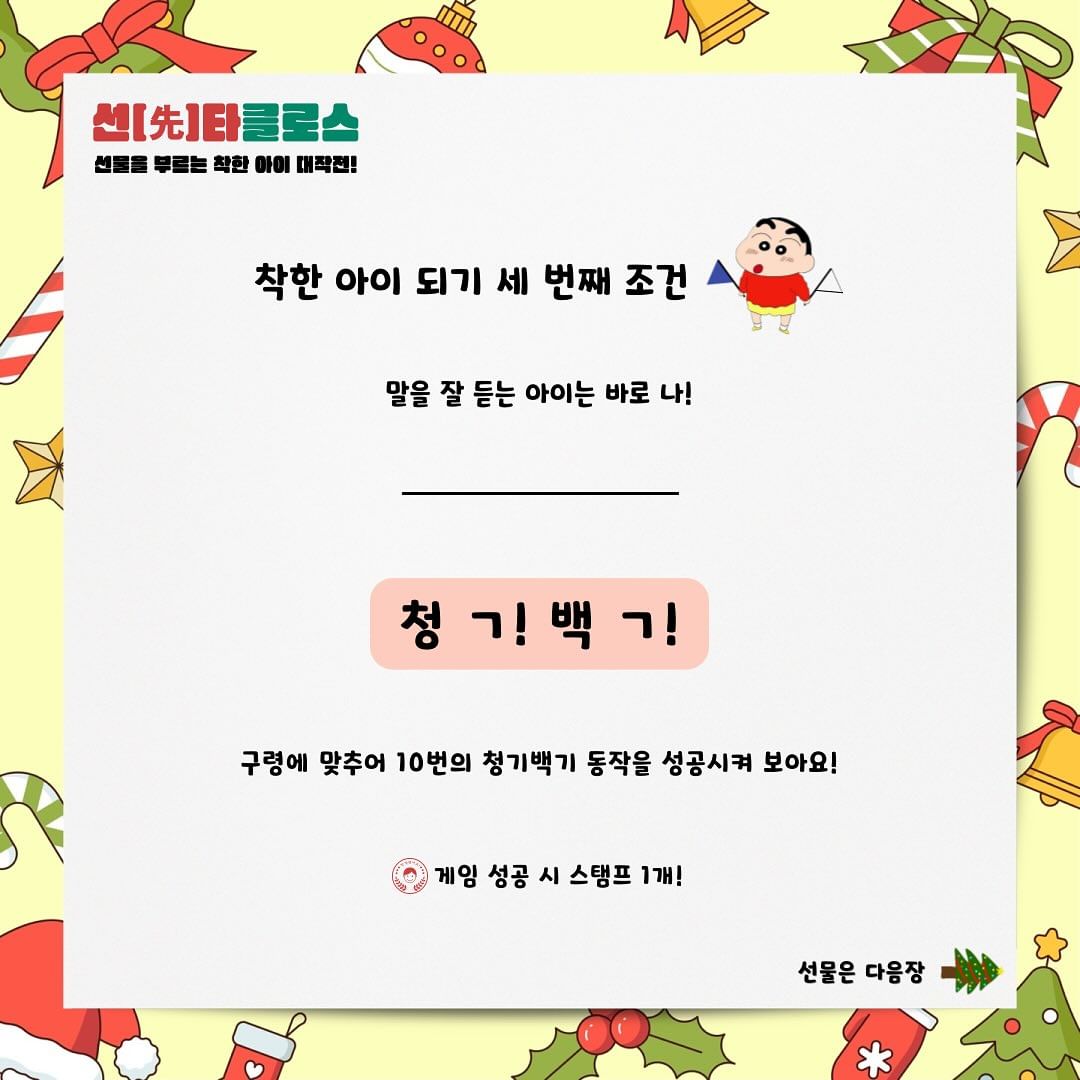 선[先]타클로스
선물을 부르는 착한 아이 대작전!
착한 아이 되기 세 번째 조건
말을 잘 듣는 아이는 바로 나!
청 기! 백 기!
구령에 맞추어 10번의 청기백기 동작을 성공시켜 보아요!
게임 성공 시 스탬프 1개!
선물은 다음장